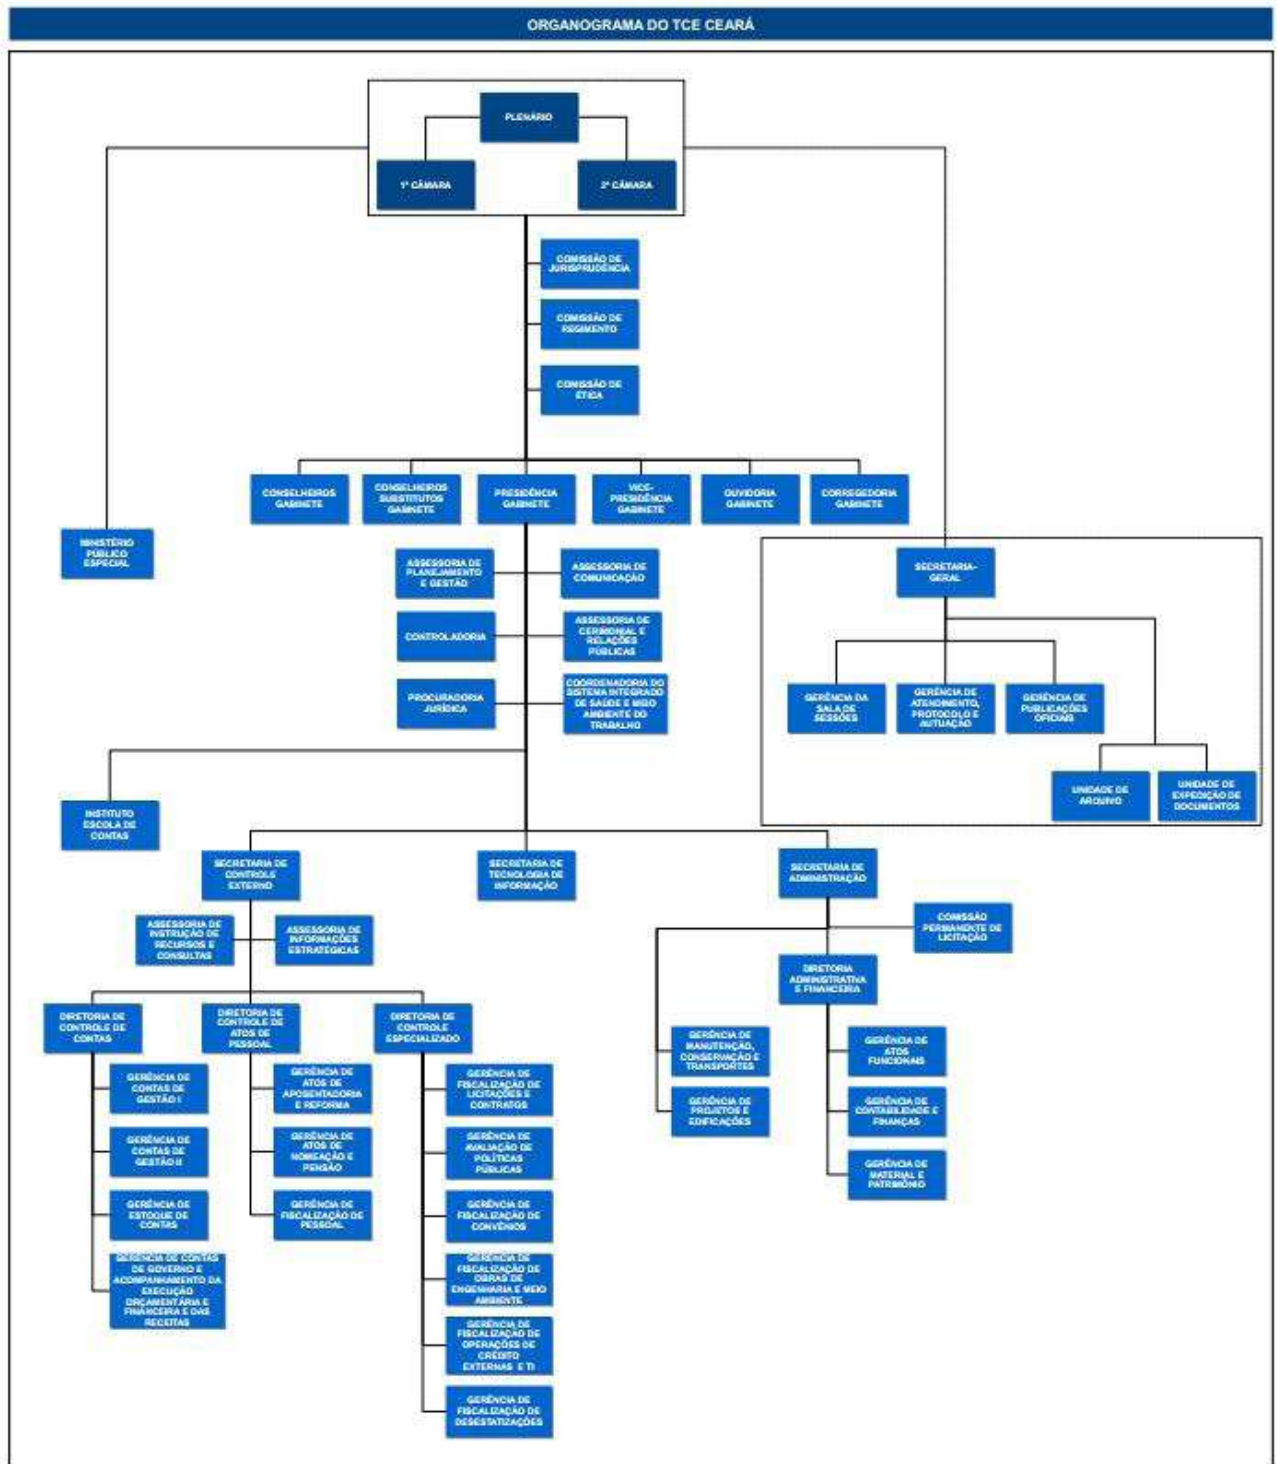 ORGANOGRAMA DO TCE CEARÁ
PLENÁRIO
1ª CÂMARA
2ª CÂMARA
COMISSÃO DE
JURISPRUDÊNCIA
COMISSÃO DE
REGIMENTO
COMISSÃO DE
ÉTICA
CONSELHEIROS
GABINETE
CONSELHEIROS
SUBSTITUTOS
GABINETE
PRESIDÊNCIA
GABINETE
VICE-
PRESIDÊNCIA
GABINETE
OUVIDORIA
GABINETE
CORREGEDORIA
GABINETE
MINISTÉRIO
PÚBLICO
ESPECIAL
ASSESSORIA DE
PLANEJAMENTO
E GESTÃO
ASSESSORIA DE
COMUNICAÇÃO
SECRETARIA-
GERAL
CONTROLADORIA
ASSESSORIA DE
CERIMONIAL E
RELAÇÕES
PÚBLICAS
PROCURADORIA
JURÍDICA
COORDENADORIA DO
SISTEMA INTEGRADO
DE SAÚDE E MEIO
AMBIENTE DO
TRABALHO
GERÊNCIA DA
SALA DE
SESSÕES
GERÊNCIA DE
ATENDIMENTO,
PROTOCOLO E
AUTUAÇÃO
GERÊNCIA DE
PUBLICAÇÕES
OFICIAIS
UNIDADE DE
ARQUIVO
UNIDADE DE
EXPEDIÇÃO DE
DOCUMENTOS
INSTITUTO
ESCOLA DE
CONTAS
SECRETARIA DE
CONTROLE
EXTERNO
SECRETARIA DE
TECNOLOGIA DE
INFORMAÇÃO
SECRETARIA DE
ADMINISTRAÇÃO
ASSESSORIA DE
INSTRUÇÃO DE
RECURSOS E
CONSULTAS
ASSESSORIA DE
INFORMAÇÕES
ESTRATÉGICAS
COMISSÃO
PERMANENTE DE
LICITAÇÃO
DIRETORIA
ADMINISTRATIVA
E FINANCEIRA
DIRETORIA DE
CONTROLE DE
CONTAS
DIRETORIA DE
CONTROLE DE
ATOS DE
PESSOAL
DIRETORIA DE
CONTROLE
ESPECIALIZADO
GERÊNCIA DE
MANUTENÇÃO,
CONSERVAÇÃO E
TRANSPORTES
GERÊNCIA DE
ATOS
FUNCIONAIS
GERÊNCIA DE
CONTAS DE
GESTÃO I
GERÊNCIA DE
ATOS DE
APOSENTADORIA
E REFORMA
GERÊNCIA DE
FISCALIZAÇÃO DE
LICITAÇÕES E
CONTRATOS
GERÊNCIA DE
PROJETOS E
EDIFICAÇÕES
GERÊNCIA DE
CONTABILIDADE E
FINANÇAS
GERÊNCIA DE
CONTAS DE
GESTÃO II
GERÊNCIA DE
ATOS DE
NOMEAÇÃO E
PENSÃO
GERÊNCIA DE
AVALIAÇÃO DE
POLÍTICAS
PÚBLICAS
GERÊNCIA DE
MATERIAL E
PATRIMÔNIO
GERÊNCIA DE
ESTOQUE DE
CONTAS
GERÊNCIA DE
FISCALIZAÇÃO DE
PESSOAL
GERÊNCIA DE
FISCALIZAÇÃO DE
CONVÊNIOS
GERÊNCIA DE CONTAS
DE GOVERNO E
ACOMPANHAMENTO DA
EXECUÇÃO
ORÇAMENTÁRIA E
FINANCEIRA E DAS
RECEITAS
GERÊNCIA DE
FISCALIZAÇÃO DE
OBRAS DE
ENGENHARIA E MEIO
AMBIENTE
GERÊNCIA DE
FISCALIZAÇÃO DE
OPERAÇÕES DE
CRÉDITO
EXTERNAS E TI
GERÊNCIA DE
FISCALIZAÇÃO DE
DESESTATIZAÇÕES